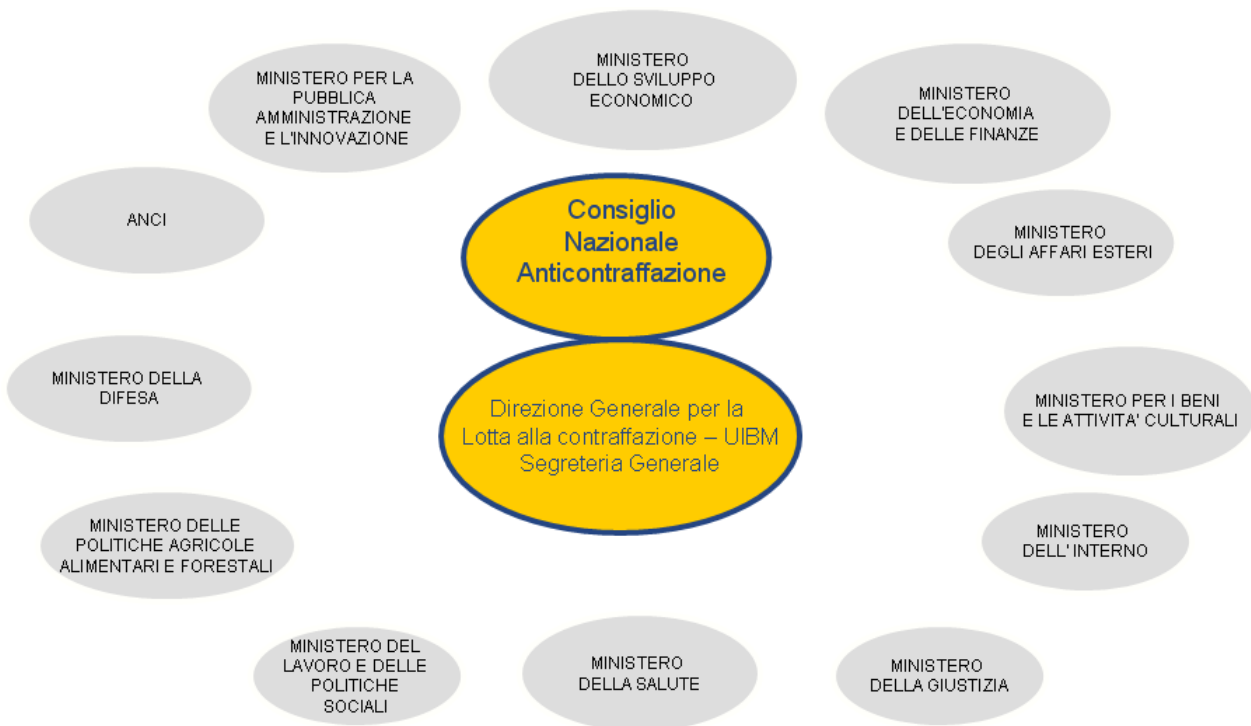 MINISTERO
DELLO SVILUPPO
ECONOMICO
MINISTERO PER LA
PUBBLICA
AMMINISTRAZIONE
E L'INNOVAZIONE
MINISTERO
DELL'ECONOMIA
E DELLE FINANZE
ANCI
Consiglio
Nazionale
Anticontraffazione
MINISTERO
DEGLI AFFARI ESTERI
MINISTERO DELLA
DIFESA
Direzione Generale per la
Lotta alla contraffazione – UIBM
Segreteria Generale
MINISTERO PER I BENI
E LE ATTIVITA' CULTURALI
MINISTERO DELLE
POLITICHE AGRICOLE
ALIMENTARI E FORESTALI
MINISTERO
DELL'INTERNO
MINISTERO DEL
LAVORO E DELLE
POLITICHE
SOCIALI
MINISTERO
DELLA SALUTE
MINISTERO
DELLA GIUSTIZIA